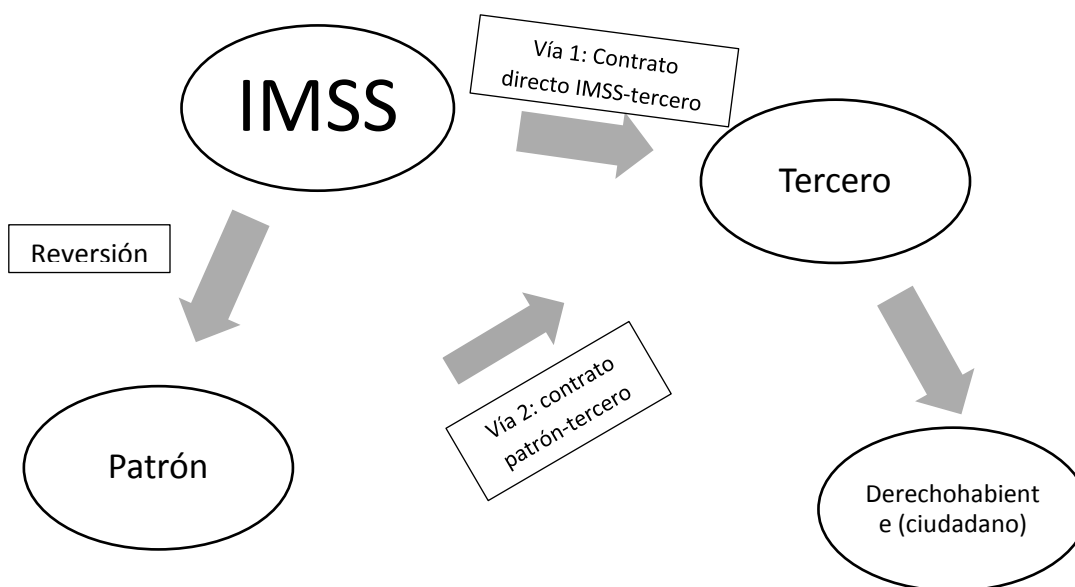 IMSS
Vía 1: Contrato
directo IMSS-tercero
Tercero
Reversión
Vía 2: contrato
patrón-tercero
Patrón
Derechohabient
e (ciudadano)